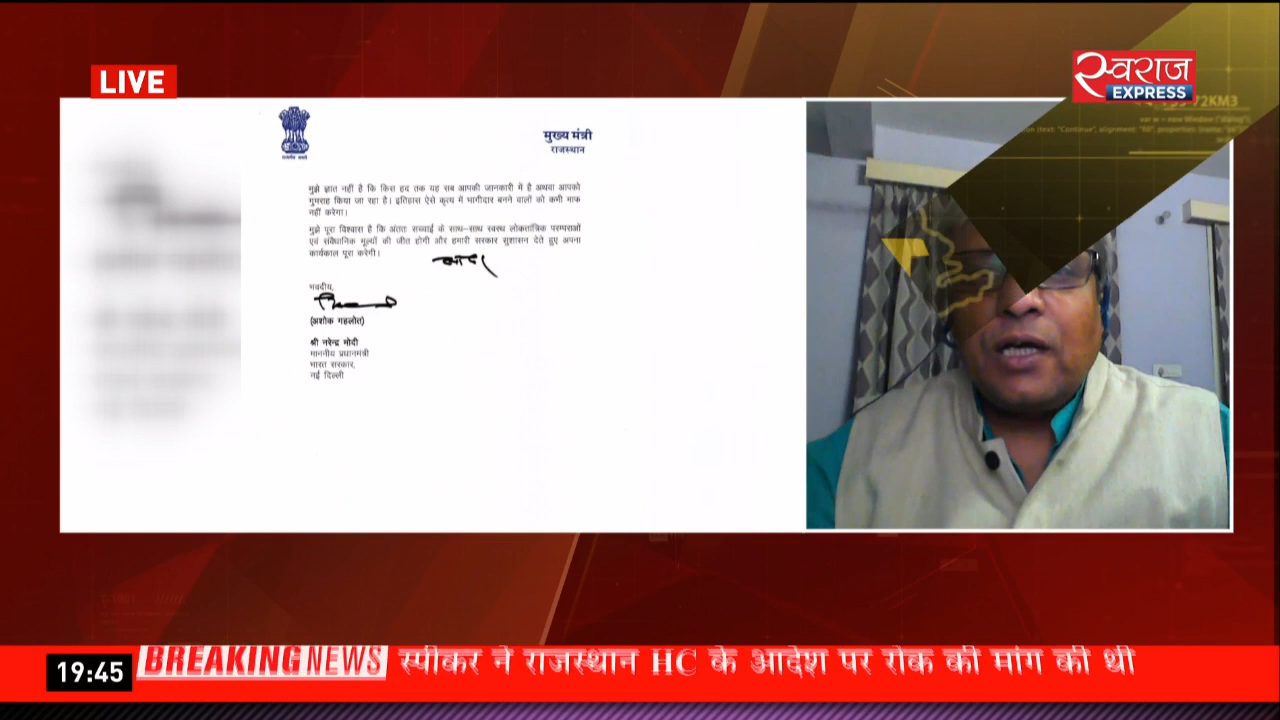 LIVE
स्वराज
EXPRESS
मुख्य मंत्री
राजस्थान
मुझे ज्ञात नहीं है कि किस हद तक यह सब आपकी जानकारी में है अथवा आपको
गुमराह किया जा रहा है। इतिहास ऐसे कृत्य में भागीदार बनने वालों को कभी माफ
नहीं करेगा।
मुझे पूरा विश्वास है कि अंततः सच्चाई के साथ-साथ स्वस्थ लोकतांत्रिक परम्पराओं
एवं संवैधानिक मूल्यों की जीत होगी और हमारी सरकार सुशासन देते हुए अपना
कार्यकाल पूरा करेगी।
सादर
भवदीय,
(अशोक गहलोत)
श्री नरेन्द्र मोदी
माननीय प्रधानमंत्री
भारत सरकार,
नई दिल्ली
19:45
BREAKING NEWS
स्पीकर ने राजस्थान HC के आदेश पर रोक की मांग की थी